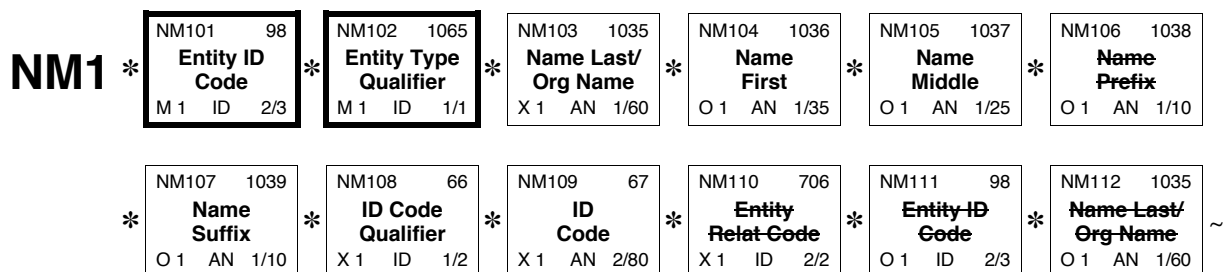 NM1 * NM101 98 * NM102 1065 * NM103 1035 * NM104 1036 * NM105 1037 * NM106 1038
Entity ID Entity Type Name Last/ Name Name Name
Code Qualifier Org Name First Middle Prefix
M 1 ID 2/3 M 1 ID 1/1 X 1 AN 1/60 O 1 AN 1/35 O 1 AN 1/25 O 1 AN 1/10
* NM107 1039 * NM108 66 * NM109 67 * NM110 706 * NM111 98 * NM112 1035 ~
Name ID Code ID Entity Entity ID Name Last/
Suffix Qualifier Code Relat Code Code Org Name
O 1 AN 1/10 X 1 ID 1/2 X 1 AN 2/80 X 1 ID 2/2 O 1 ID 2/3 O 1 AN 1/60